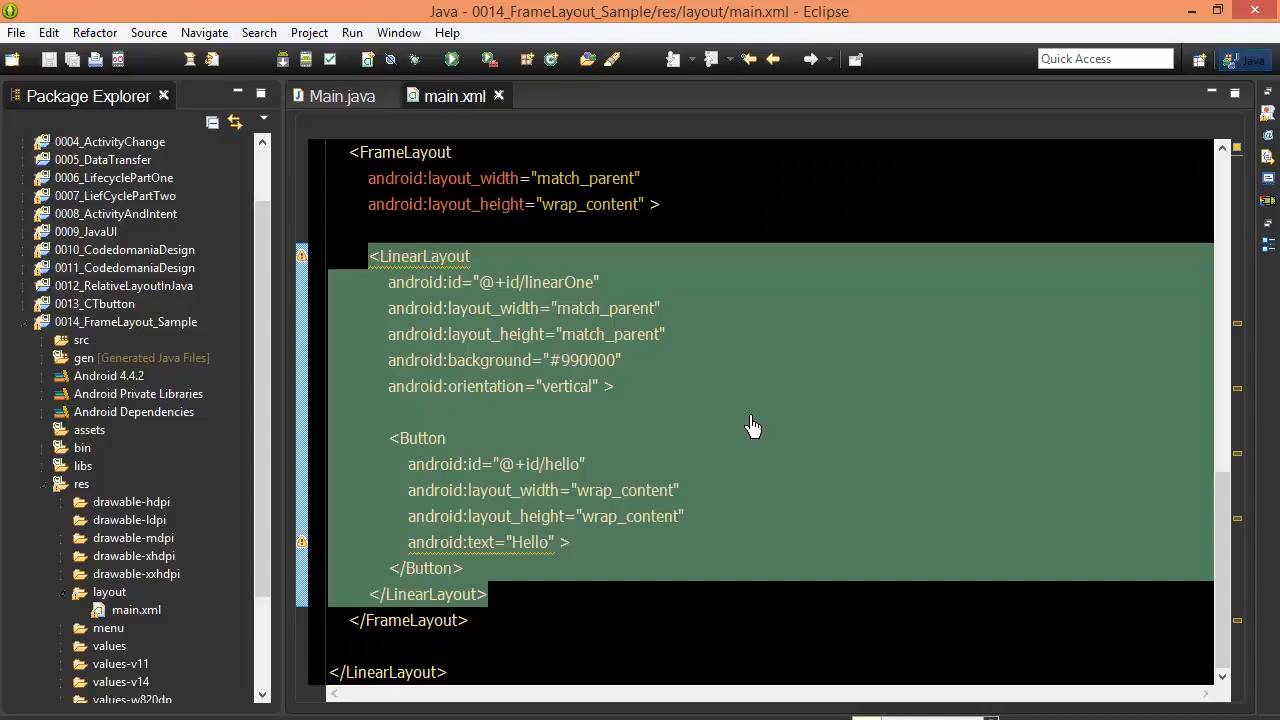 Java - 0014_FrameLayout_Sample/res/layout/main.xml - Eclipse
File Edit Refactor Source Navigate Search Project Run Window Help
Quick Access
Java
Package Explorer
Main.java
main.xml
0004_ActivityChange
0005_DataTransfer
0006_LifecyclePartOne
0007_LiefCyclePartTwo
0008_ActivityAndIntent
0009_JavaUI
0010_CodedomaniaDesign
0011_CodedomaniaDesign
0012_RelativeLayoutInJava
0013_CTbutton
0014_FrameLayout_Sample
src
gen [Generated Java Files]
Android 4.4.2
Android Private Libraries
Android Dependencies
assets
bin
libs
res
drawable-hdpi
drawable-ldpi
drawable-mdpi
drawable-xhdpi
drawable-xxhdpi
layout
main.xml
menu
values
values-v11
values-v14
values-w820dp
<FrameLayout
android:layout_width="match_parent"
android:layout_height="wrap_content" >
<LinearLayout
android:id="@+id/linearOne"
android:layout_width="match_parent"
android:layout_height="match_parent"
android:background="#990000"
android:orientation="vertical" >
<Button
android:id="@+id/hello"
android:layout_width="wrap_content"
android:layout_height="wrap_content"
android:text="Hello" >
</Button>
</LinearLayout>
</FrameLayout>
</LinearLayout>